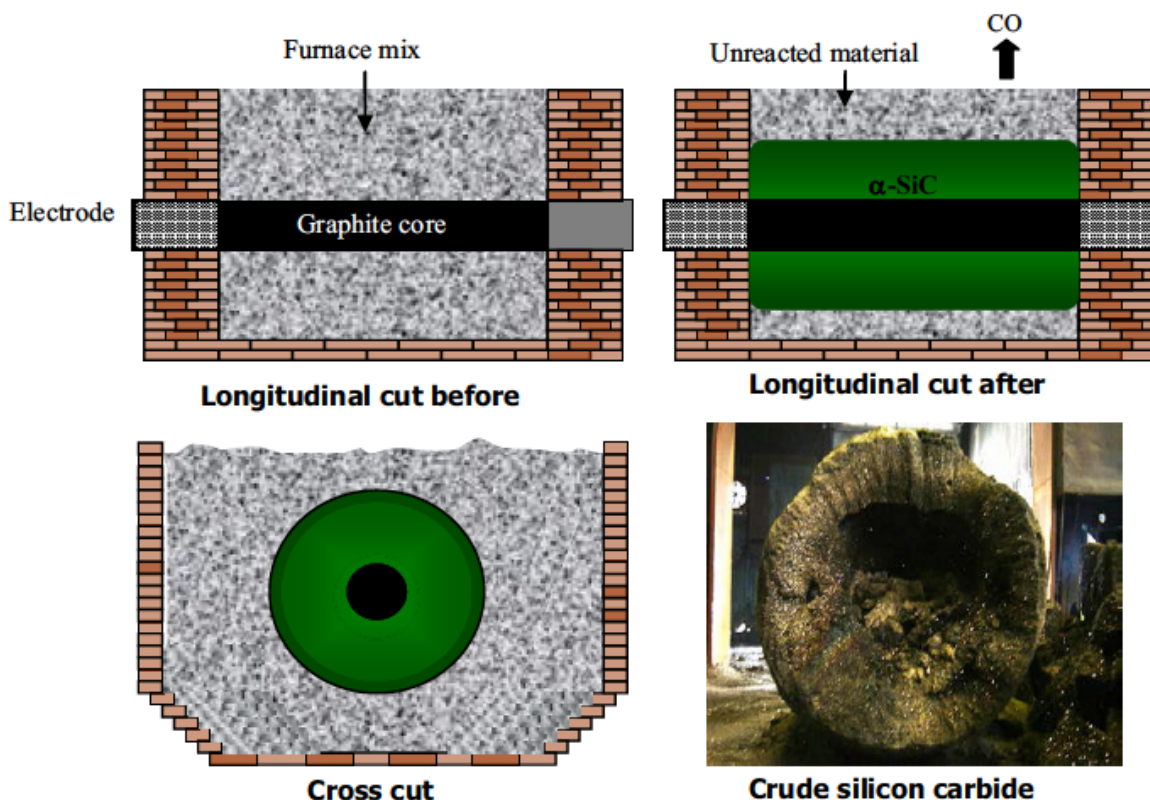 Furnace mix
Electrode
Graphite core
Longitudinal cut before
CO
Unreacted material
α-SiC
Longitudinal cut after
Cross cut
Crude silicon carbide